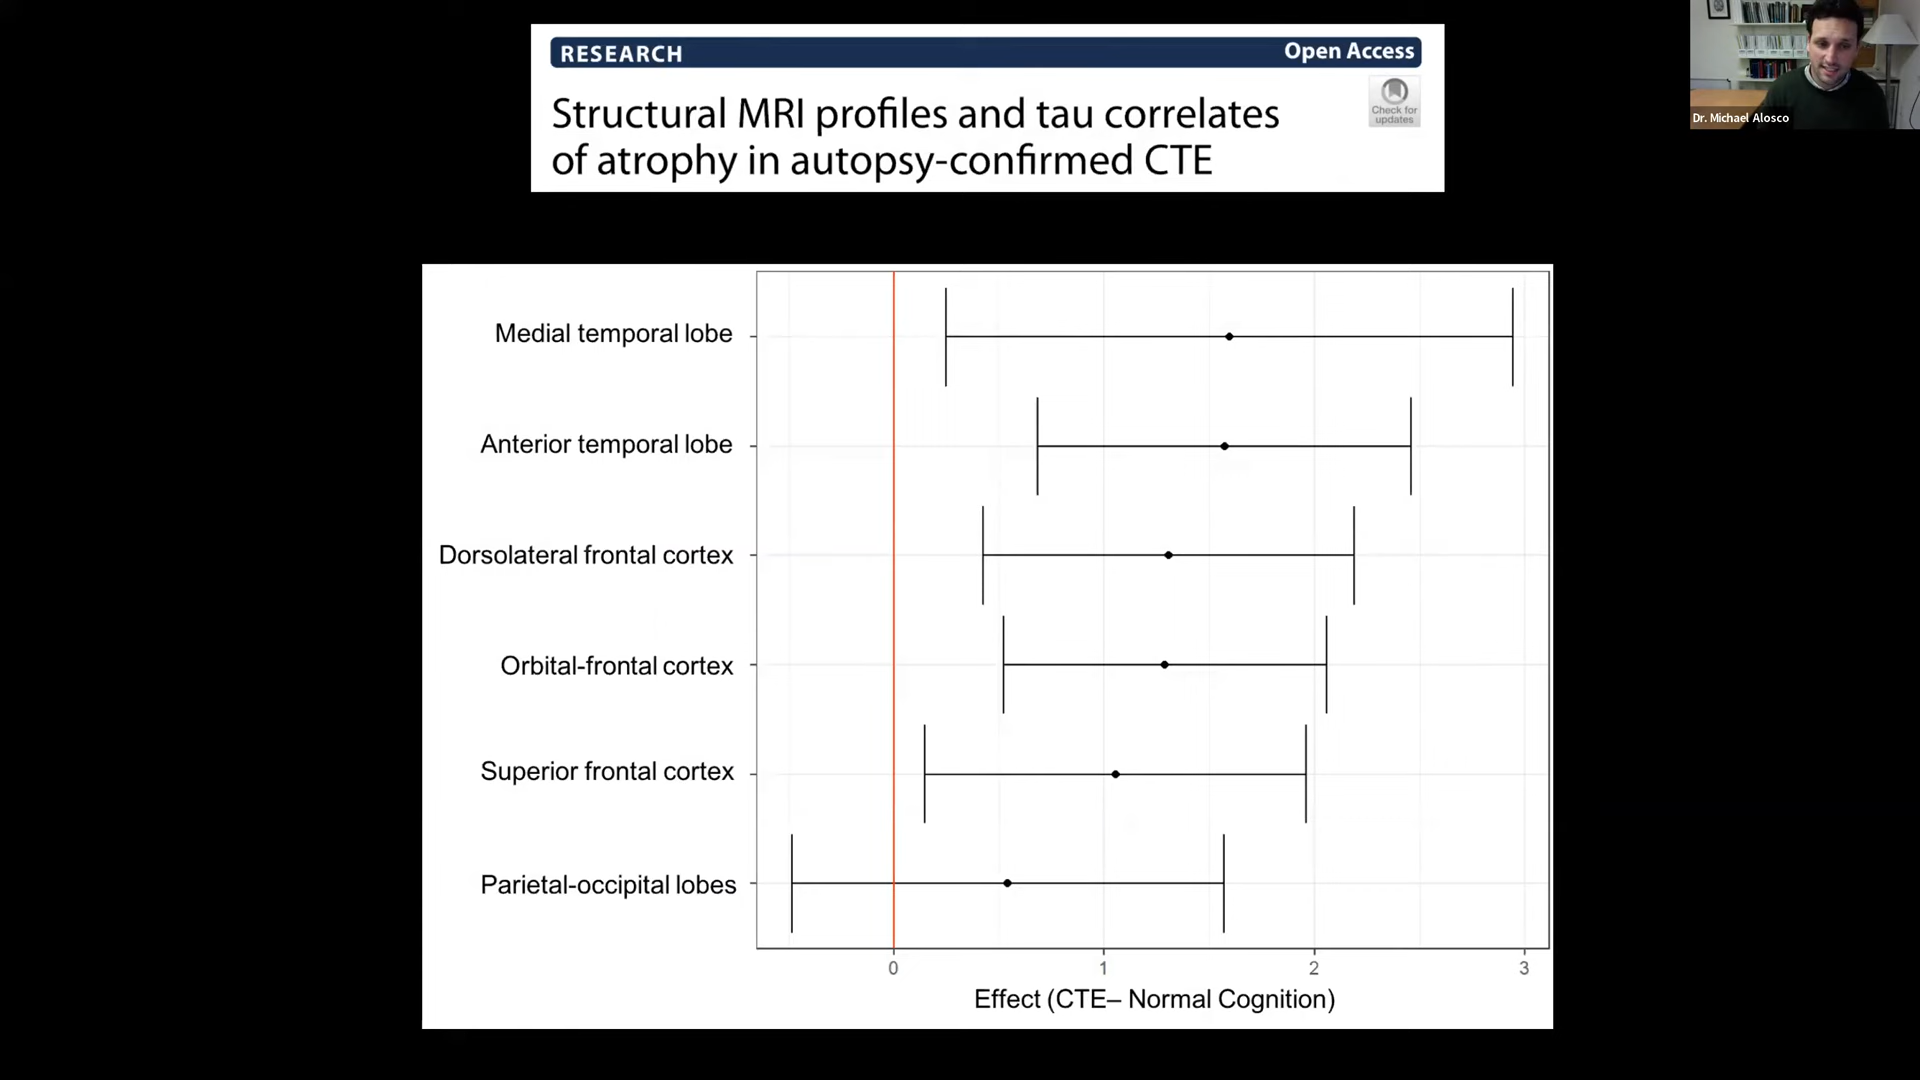 RESEARCH
Open Access
Structural MRI profiles and tau correlates
of atrophy in autopsy-confirmed CTE
Check for
updates
Dr. Michael Alosco
Medial temporal lobe
Anterior temporal lobe
Dorsolateral frontal cortex
Orbital-frontal cortex
Superior frontal cortex
Parietal-occipital lobes
0
1
2
3
Effect (CTE– Normal Cognition)